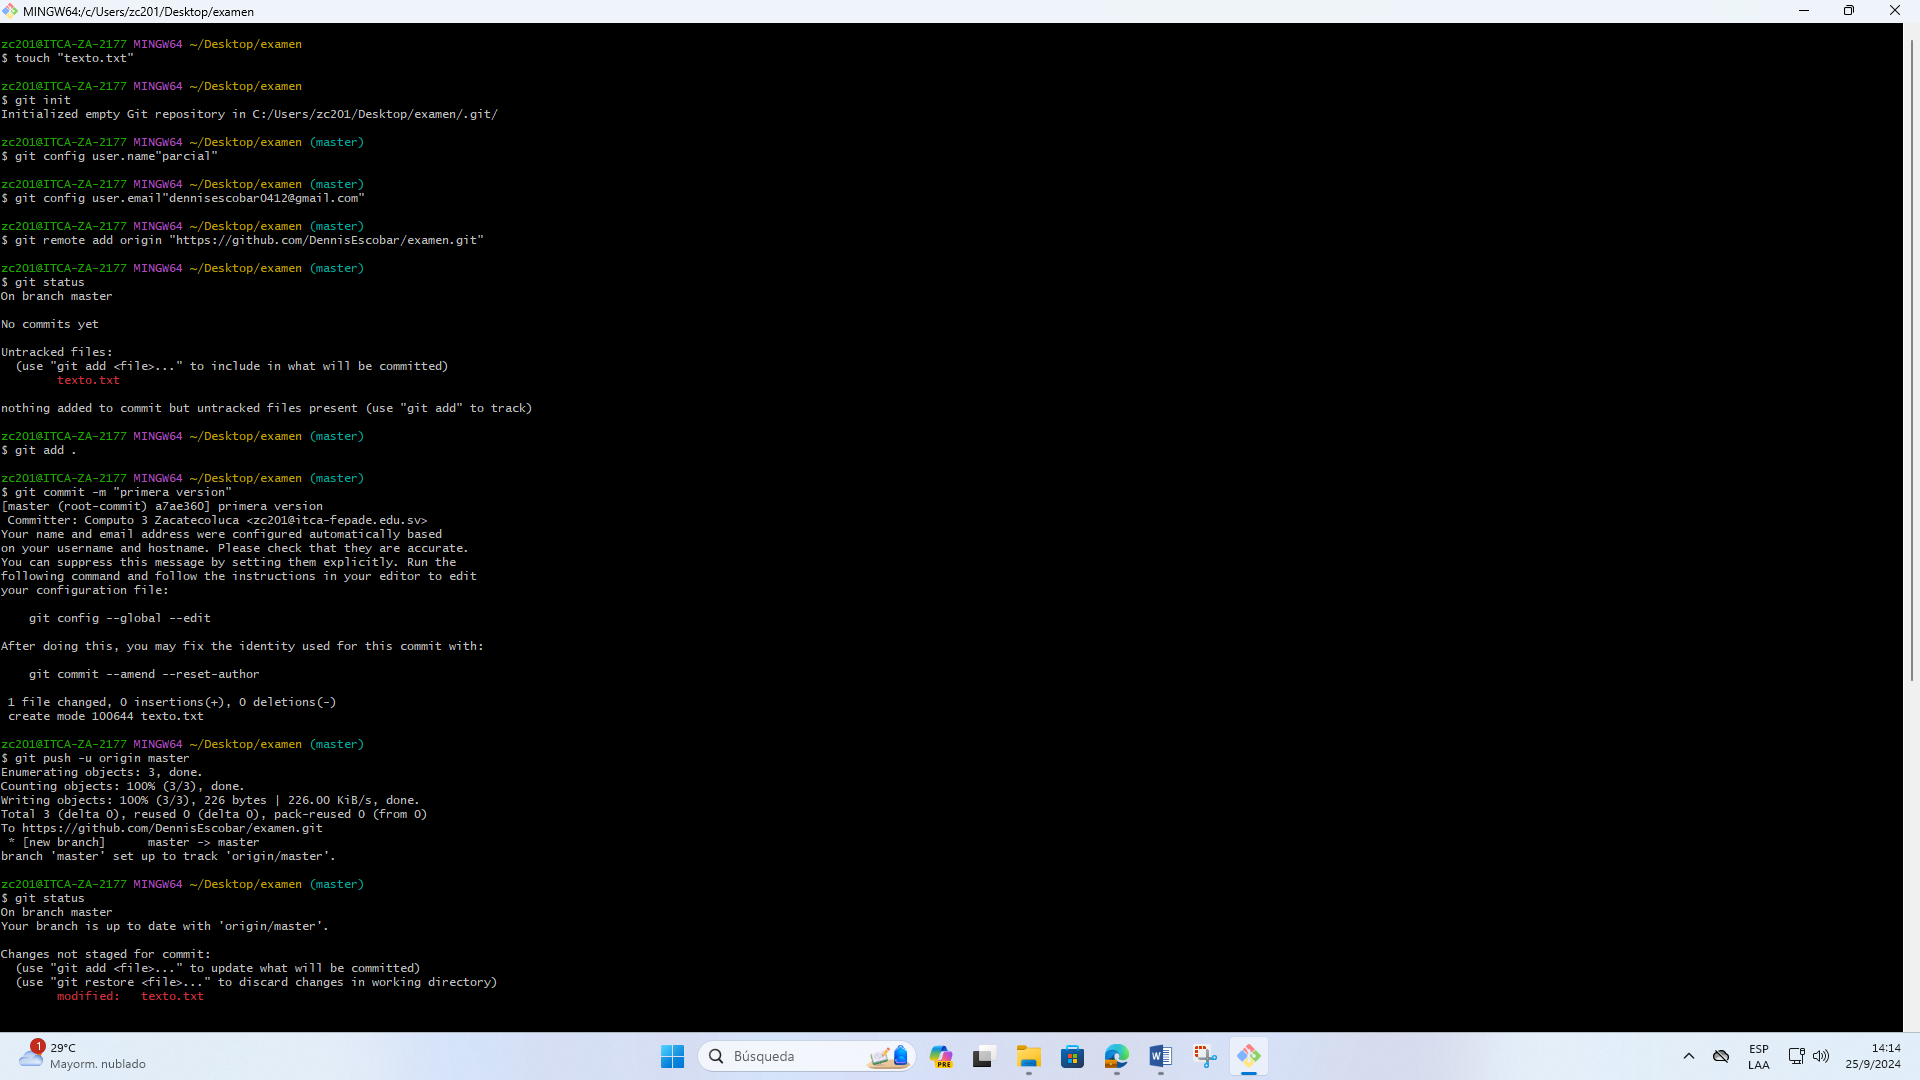 MINGW64:/c/Users/zc201/Desktop/examen
zc201@ITCA-ZA-2177 MINGW64 ~/Desktop/examen
$ touch "texto.txt"
zc201@ITCA-ZA-2177 MINGW64 ~/Desktop/examen
$ git init
Initialized empty Git repository in C:/Users/zc201/Desktop/examen/.git/
zc201@ITCA-ZA-2177 MINGW64 ~/Desktop/examen (master)
$ git config user.name"parcial"
zc201@ITCA-ZA-2177 MINGW64 ~/Desktop/examen (master)
$ git config user.email"dennisescobar0412@gmail.com"
zc201@ITCA-ZA-2177 MINGW64 ~/Desktop/examen (master)
$ git remote add origin "https://github.com/DennisEscobar/examen.git"
zc201@ITCA-ZA-2177 MINGW64 ~/Desktop/examen (master)
$ git status
On branch master
No commits yet
Untracked files:
  (use "git add <file>..." to include in what will be committed)
        texto.txt
nothing added to commit but untracked files present (use "git add" to track)
zc201@ITCA-ZA-2177 MINGW64 ~/Desktop/examen (master)
$ git add .
zc201@ITCA-ZA-2177 MINGW64 ~/Desktop/examen (master)
$ git commit -m "primera version"
[master (root-commit) a7ae360] primera version
 Committer: Computo 3 Zacatecoluca <zc201@itca-fepade.edu.sv>
Your name and email address were configured automatically based
on your username and hostname. Please check that they are accurate.
You can suppress this message by setting them explicitly. Run the
following command and follow the instructions in your editor to edit
your configuration file:
    git config --global --edit
After doing this, you may fix the identity used for this commit with:
    git commit --amend --reset-author
 1 file changed, 0 insertions(+), 0 deletions(-)
 create mode 100644 texto.txt
zc201@ITCA-ZA-2177 MINGW64 ~/Desktop/examen (master)
$ git push -u origin master
Enumerating objects: 3, done.
Counting objects: 100% (3/3), done.
Writing objects: 100% (3/3), 226 bytes | 226.00 KiB/s, done.
Total 3 (delta 0), reused 0 (delta 0), pack-reused 0 (from 0)
To https://github.com/DennisEscobar/examen.git
 * [new branch]      master -> master
branch 'master' set up to track 'origin/master'.
zc201@ITCA-ZA-2177 MINGW64 ~/Desktop/examen (master)
$ git status
On branch master
Your branch is up to date with 'origin/master'.
Changes not staged for commit:
  (use "git add <file>..." to update what will be committed)
  (use "git restore <file>..." to discard changes in working directory)
        modified:   texto.txt
1
29°C
Mayorm. nublado
Búsqueda
PRE
ESP
LAA
14:14
25/9/2024